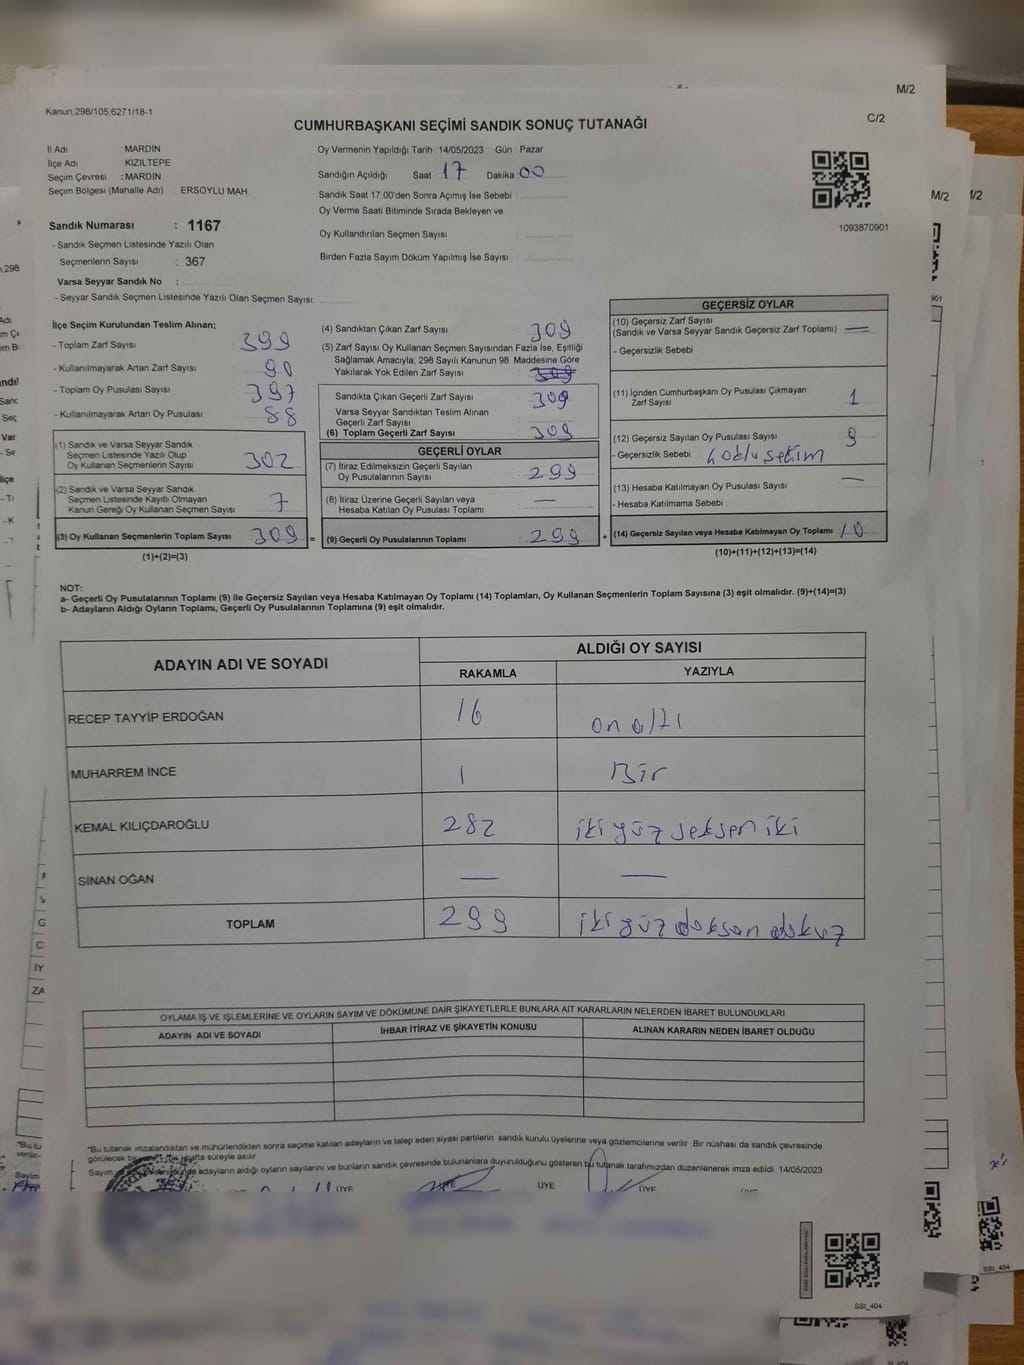 M/2
Kanun 298/105,6271/18-1
C/2
CUMHURBAŞKANI SEÇİMİ SANDIK SONUÇ TUTANAĞI
İl Adı MARDİN
İlçe Adı KIZILTEPE
Seçim Çevresi : MARDİN
Seçim Bölgesi (Mahalle Adı) ERSOYLU MAH.
Oy Vermenin Yapıldığı Tarih : 14/05/2023 Gün : Pazar
Sandığın Açıldığı Saat 17 Dakika 00
Sandık Saat 17:00'den Sonra Açılmış İse Sebebi :
Oy Verme Saati Bitiminde Sırada Bekleyen ve
Oy Kullandırılan Seçmen Sayısı :
Birden Fazla Sayım Döküm Yapılmış İse Sayısı
1093870901
Sandık Numarası : 1167
- Sandık Seçmen Listesinde Yazılı Olan
Seçmenlerin Sayısı : 367
Varsa Seyyar Sandık No :
- Seyyar Sandık Seçmen Listesinde Yazılı Olan Seçmen Sayısı:
İlçe Seçim Kurulundan Teslim Alınan;
- Toplam Zarf Sayısı 399
- Kullanılmayarak Artan Zarf Sayısı 90
- Toplam Oy Pusulası Sayısı 397
- Kullanılmayarak Artan Oy Pusulası 88
(1) Sandık ve Varsa Seyyar Sandık
Seçmen Listesinde Yazılı Olup
Oy Kullanan Seçmenlerin Sayısı 302
(2) Sandık ve Varsa Seyyar Sandık
Seçmen Listesinde Kayıtlı Olmayan
Kanun Gereği Oy Kullanan Seçmen Sayısı 7
(3) Oy Kullanan Seçmenlerin Toplam Sayısı 309 =
(1)+(2)=(3)
(4) Sandıktan Çıkan Zarf Sayısı : 309
(5) Zarf Sayısı Oy Kullanan Seçmen Sayısından Fazla İse, Eşitliği
Sağlamak Amacıyla, 298 Sayılı Kanunun 98. Maddesine Göre
Yakılarak Yok Edilen Zarf Sayısı : 309
Sandıkta Çıkan Geçerli Zarf Sayısı : 309
Varsa Seyyar Sandıktan Teslim Alınan
Geçerli Zarf Sayısı :
(6) Toplam Geçerli Zarf Sayısı : 309
GEÇERLİ OYLAR
(7) İtiraz Edilmeksizin Geçerli Sayılan
Oy Pusulalarının Sayısı : 299
(8) İtiraz Üzerine Geçerli Sayılan veya
Hesaba Katılan Oy Pusulası Toplamı : —
(9) Geçerli Oy Pusulalarının Toplamı : 299 +
GEÇERSİZ OYLAR
(10) Geçersiz Zarf Sayısı
(Sandık ve Varsa Seyyar Sandık Geçersiz Zarf Toplamı) —
- Geçersizlik Sebebi :
(11) İçinden Cumhurbaşkanı Oy Pusulası Çıkmayan
Zarf Sayısı 1
(12) Geçersiz Sayılan Oy Pusulası Sayısı 9
- Geçersizlik Sebebi : Çoklu seçim
(13) Hesaba Katılmayan Oy Pusulası Sayısı —
- Hesaba Katılmama Sebebi :
(14) Geçersiz Sayılan veya Hesaba Katılmayan Oy Toplamı 10
(10)+(11)+(12)+(13)=(14)
NOT:
a- Geçerli Oy Pusulalarının Toplamı (9) ile Geçersiz Sayılan veya Hesaba Katılmayan Oy Toplamı (14) Toplamları, Oy Kullanan Seçmenlerin Toplam Sayısına (3) eşit olmalıdır. (9)+(14)=(3)
b- Adayların Aldığı Oyların Toplamı, Geçerli Oy Pusulalarının Toplamına (9) eşit olmalıdır.
ADAYIN ADI VE SOYADI ALDIĞI OY SAYISI
RAKAMLA YAZIYLA
RECEP TAYYİP ERDOĞAN 16 on altı
MUHARREM İNCE 1 Bir
KEMAL KILIÇDAROĞLU 282 iki yüz seksen iki
SİNAN OĞAN — —
TOPLAM 299 iki yüz doksan dokuz
OYLAMA İŞ VE İŞLEMLERİNE VE OYLARIN SAYIM VE DÖKÜMÜNE DAİR ŞİKAYETLERLE BUNLARA AİT KARARLARIN NELERDEN İBARET BULUNDUKLARI
ADAYIN ADI VE SOYADI İHBAR İTİRAZ VE ŞİKAYETİN KONUSU ALINAN KARARIN NEDEN İBARET OLDUĞU
*Bu tutanak imzalandıktan ve mühürlendikten sonra seçime katılan adayların ve talep eden siyasi partilerin sandık kurulu üyelerine veya gözlemcilerine verilir. Bir nüshası da sandık çevresinde
görülecek bir hafta süreyle asılır.
Sayım adayların aldığı oyların sayılarını ve bunların sandık çevresinde bulunanlara duyurulduğunu gösteren bu tutanak tarafımızdan düzenlenerek imza edildi. 14/05/2023
ÜYE ÜYE ÜYE ÜYE
SSI_404
M/2
1/2
SSI_404